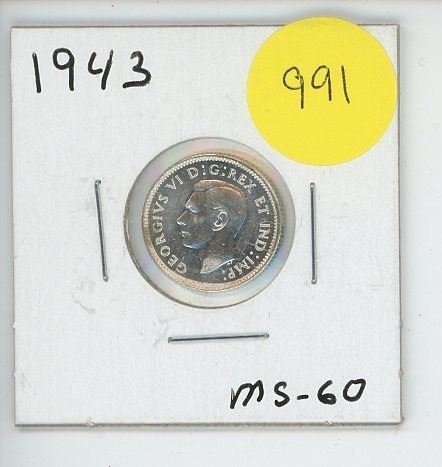 1943
991
GEORGIVS VI D:G:REX ET IND:IMP:
MS-60